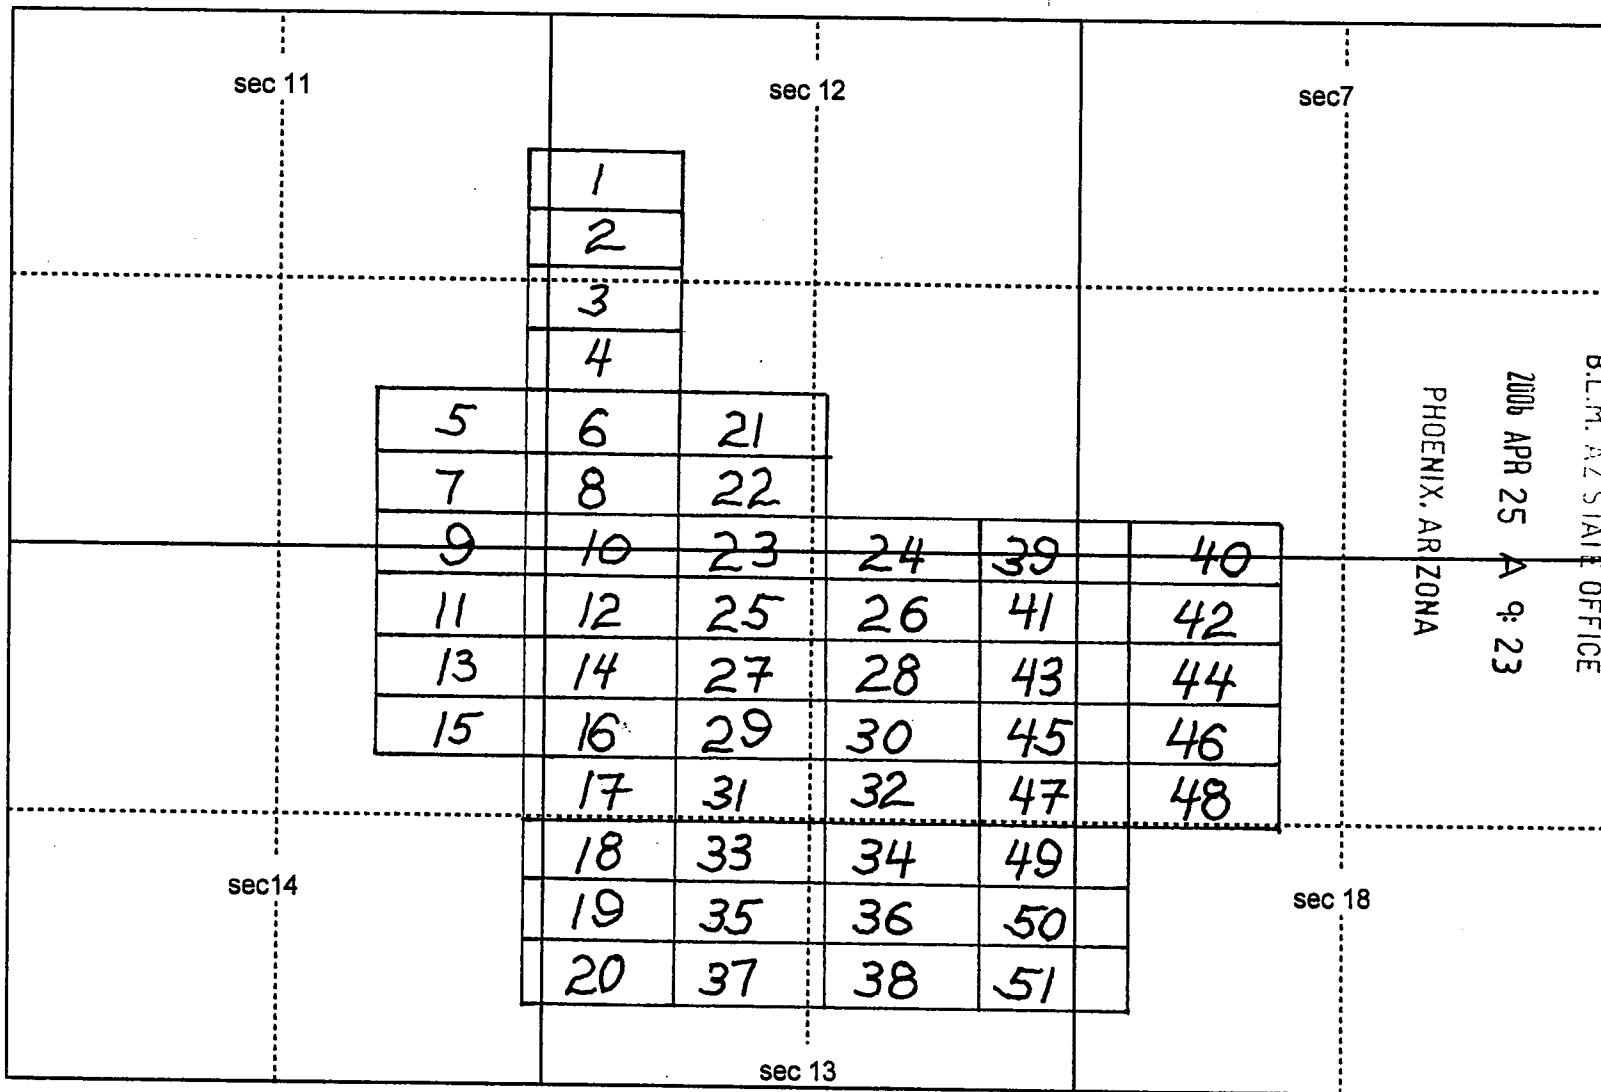 sec 11 sec 12 sec7
1
2
3
4
5 6 21
7 8 22
9 10 23 24 39 40
11 12 25 26 41 42
13 14 27 28 43 44
15 16 29 30 45 46
17 31 32 47 48
18 33 34 49
19 35 36 50
20 37 38 51
sec14 sec 18
sec 13
B.L.M. AZ STATE OFFICE
2006 APR 25 A 9:23
PHOENIX, ARIZONA